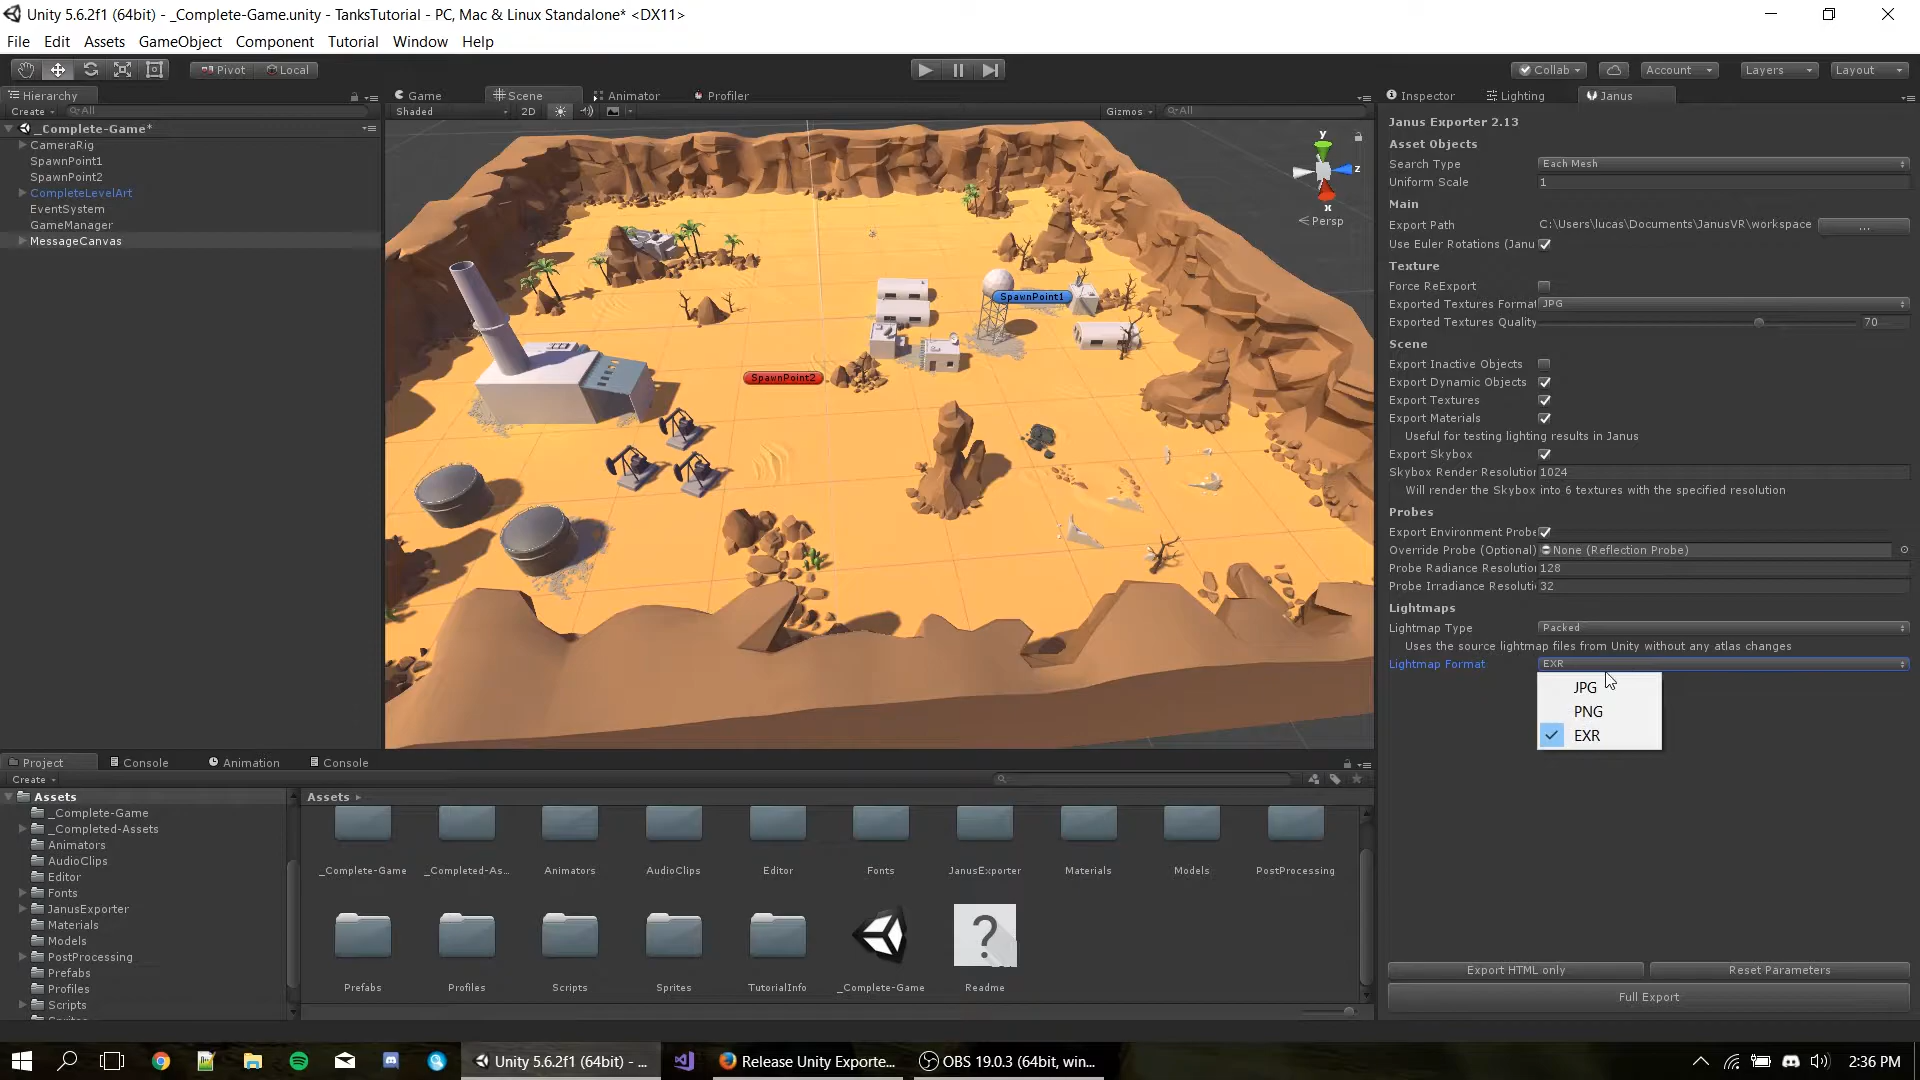 Unity 5.6.2f1 (64bit) - _Complete-Game.unity - TanksTutorial - PC, Mac & Linux Standalone* <DX11>
File Edit Assets GameObject Component Tutorial Window Help
Pivot Local Collab Account Layers Layout
Hierarchy
Create All
_Complete-Game*
CameraRig
SpawnPoint1
SpawnPoint2
CompleteLevelArt
EventSystem
GameManager
MessageCanvas
Game Scene Animator Profiler
Shaded 2D Gizmos All
y
z
x
Persp
SpawnPoint1
SpawnPoint2
Inspector Lighting Janus
Janus Exporter 2.13
Asset Objects
Search Type Each Mesh
Uniform Scale 1
Main
Export Path C:\Users\lucas\Documents\JanusVR\workspace ...
Use Euler Rotations (Janu
Texture
Force ReExport
Exported Textures Format JPG
Exported Textures Quality 70
Scene
Export Inactive Objects
Export Dynamic Objects
Export Textures
Export Materials
Useful for testing lighting results in Janus
Export Skybox
Skybox Render Resolution 1024
Will render the Skybox into 6 textures with the specified resolution
Probes
Export Environment Probe
Override Probe (Optional) None (Reflection Probe)
Probe Radiance Resolution 128
Probe Irradiance Resoluti 32
Lightmaps
Lightmap Type Packed
Uses the source lightmap files from Unity without any atlas changes
Lightmap Format EXR
JPG
PNG
EXR
Export HTML only Reset Parameters
Full Export
Project Console Animation Console
Create
Assets
_Complete-Game
_Completed-Assets
Animators
AudioClips
Editor
Fonts
JanusExporter
Materials
Models
PostProcessing
Prefabs
Profiles
Scripts
Assets
_Complete-Game _Completed-As... Animators AudioClips Editor Fonts JanusExporter Materials Models PostProcessing
Prefabs Profiles Scripts Sprites TutorialInfo _Complete-Game Readme
Unity 5.6.2f1 (64bit) - ... Release Unity Exporte... OBS 19.0.3 (64bit, win... 2:36 PM